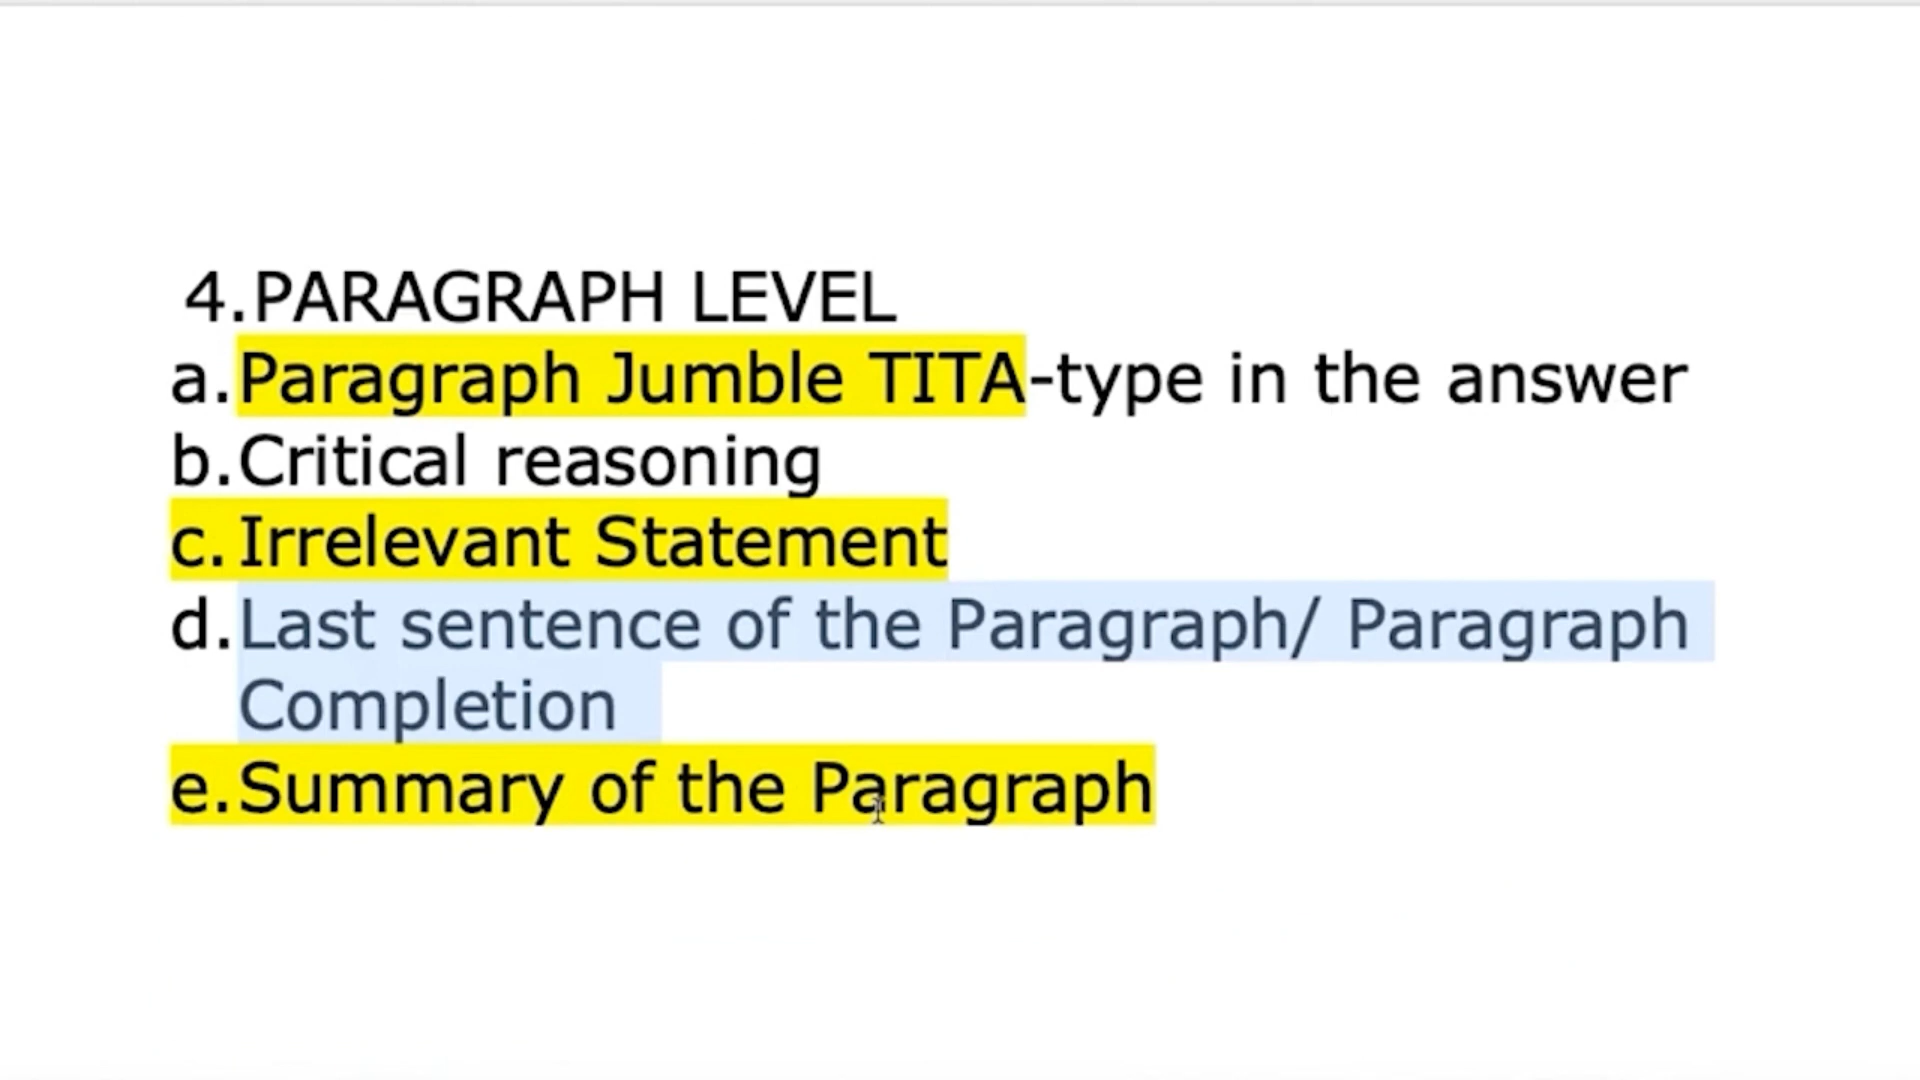 4.PARAGRAPH LEVEL
a.Paragraph Jumble TITA-type in the answer
b.Critical reasoning
c. Irrelevant Statement
d.Last sentence of the Paragraph/ Paragraph
Completion
e.Summary of the Paragraph